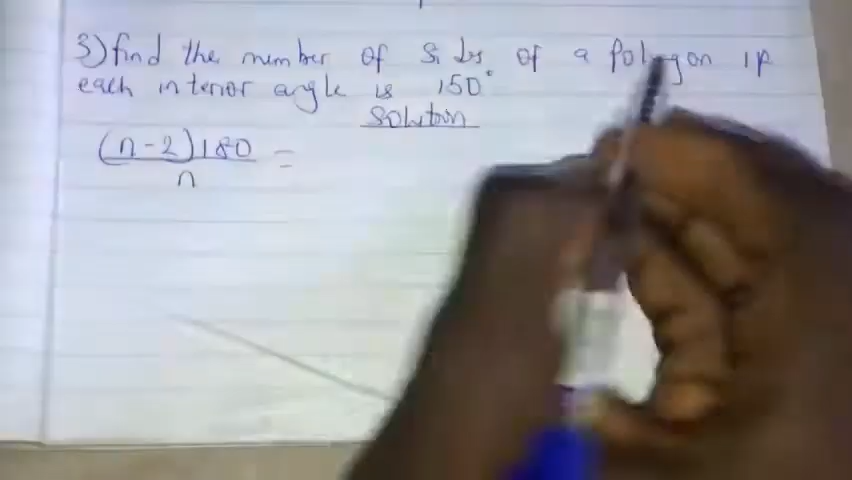 3) find the number of sides of a polygon if
each interior angle is 150°
Solution
(n-2)180 =
n